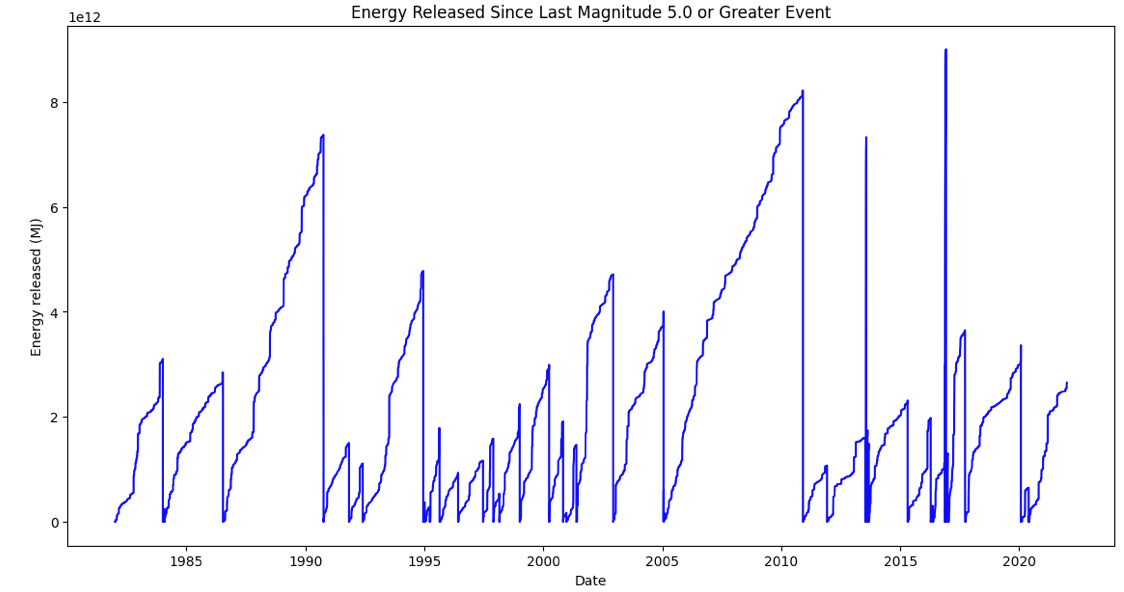 Energy Released Since Last Magnitude 5.0 or Greater Event
1e12
8
6
4
2
0
Energy released (MJ)
1985 1990 1995 2000 2005 2010 2015 2020
Date